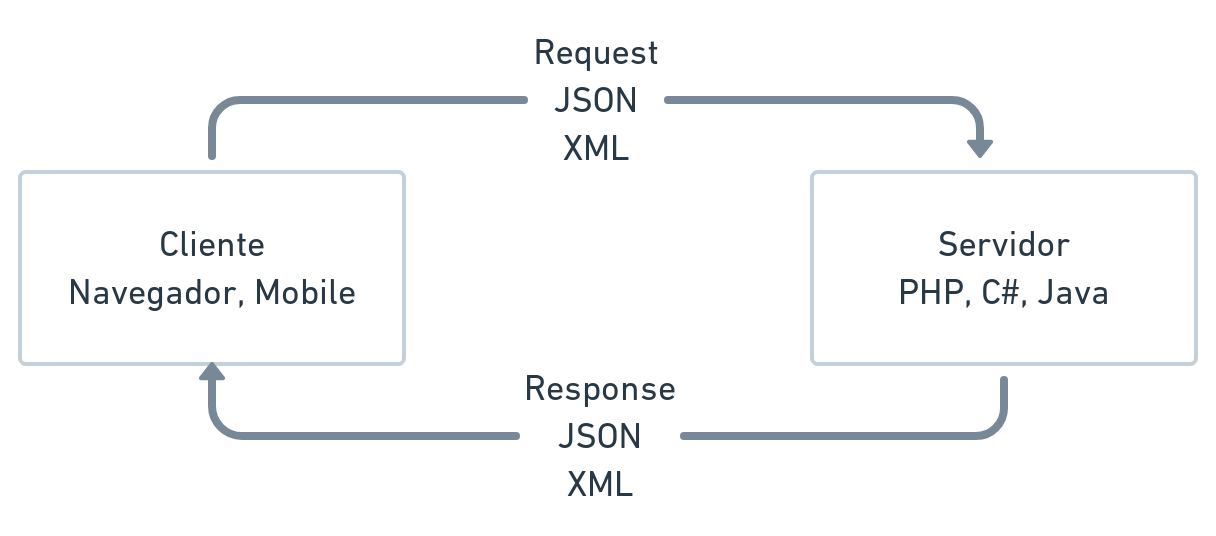 Request
JSON
XML
Cliente
Navegador, Mobile
Servidor
PHP, C#, Java
Response
JSON
XML